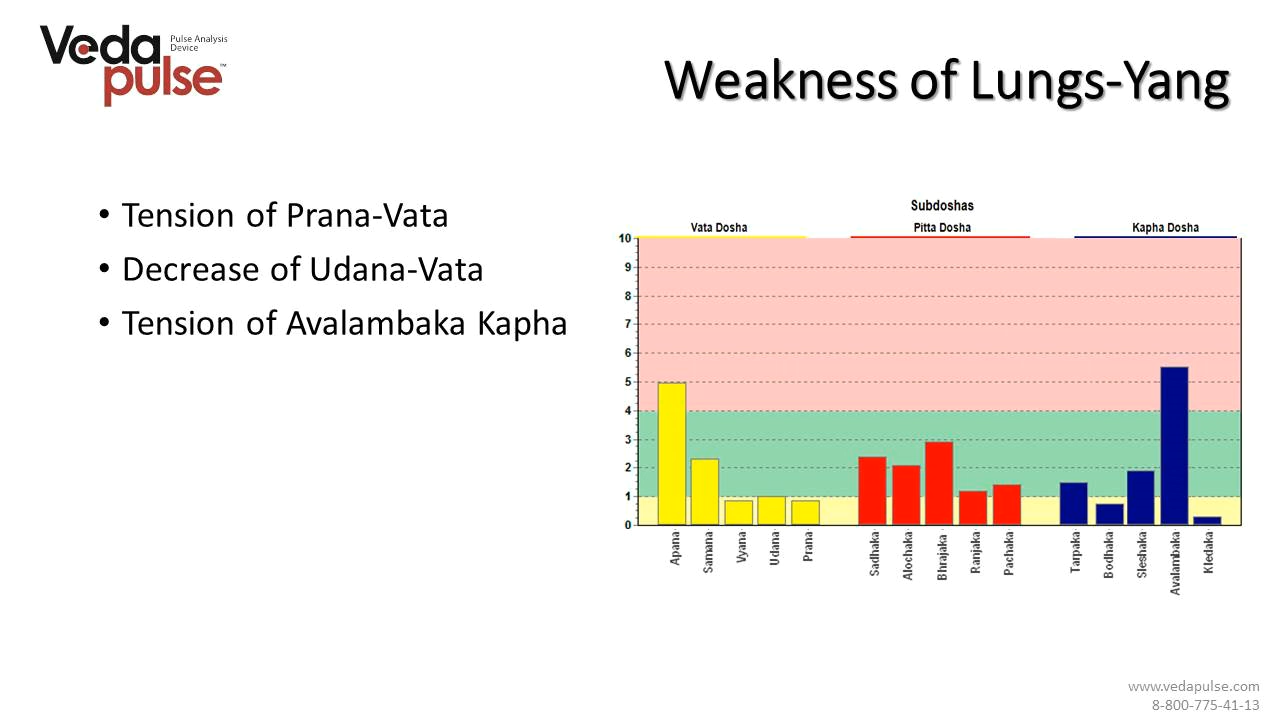 Veda
pulse™
Pulse Analysis
Device
Weakness of Lungs-Yang
• Tension of Prana-Vata
• Decrease of Udana-Vata
• Tension of Avalambaka Kapha
Subdoshas
Vata Dosha Pitta Dosha Kapha Dosha
10
9
8
7
6
5
4
3
2
1
0
Apana Samana Vyana Udana Prana Sadhaka Alochaka Bhrajaka Ranjaka Pachaka Tarpaka Bodhaka Sleshaka Avalambaka Kledaka
www.vedapulse.com
8-800-775-41-13